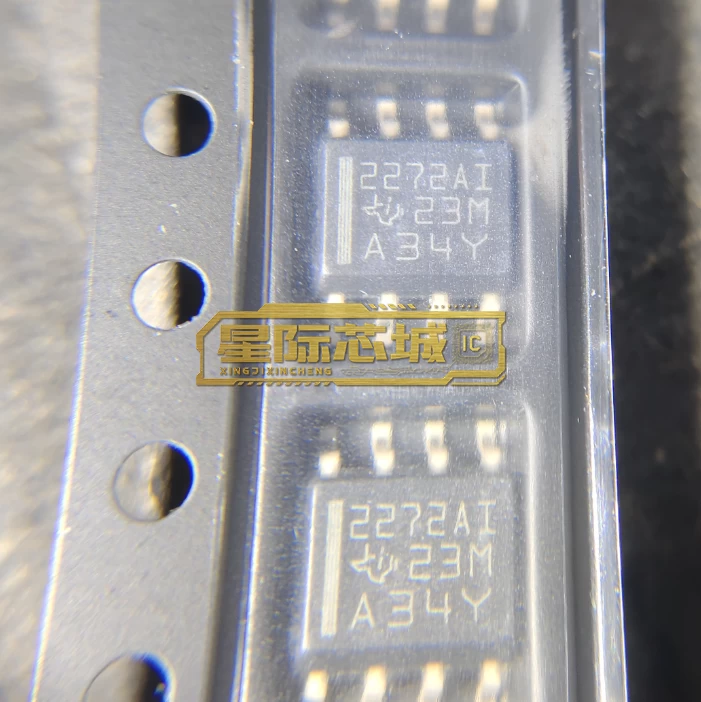 2272AI
23M
A34Y
星际芯城
IC
XINGJIXINCHENG
2272AI
23M
A34Y